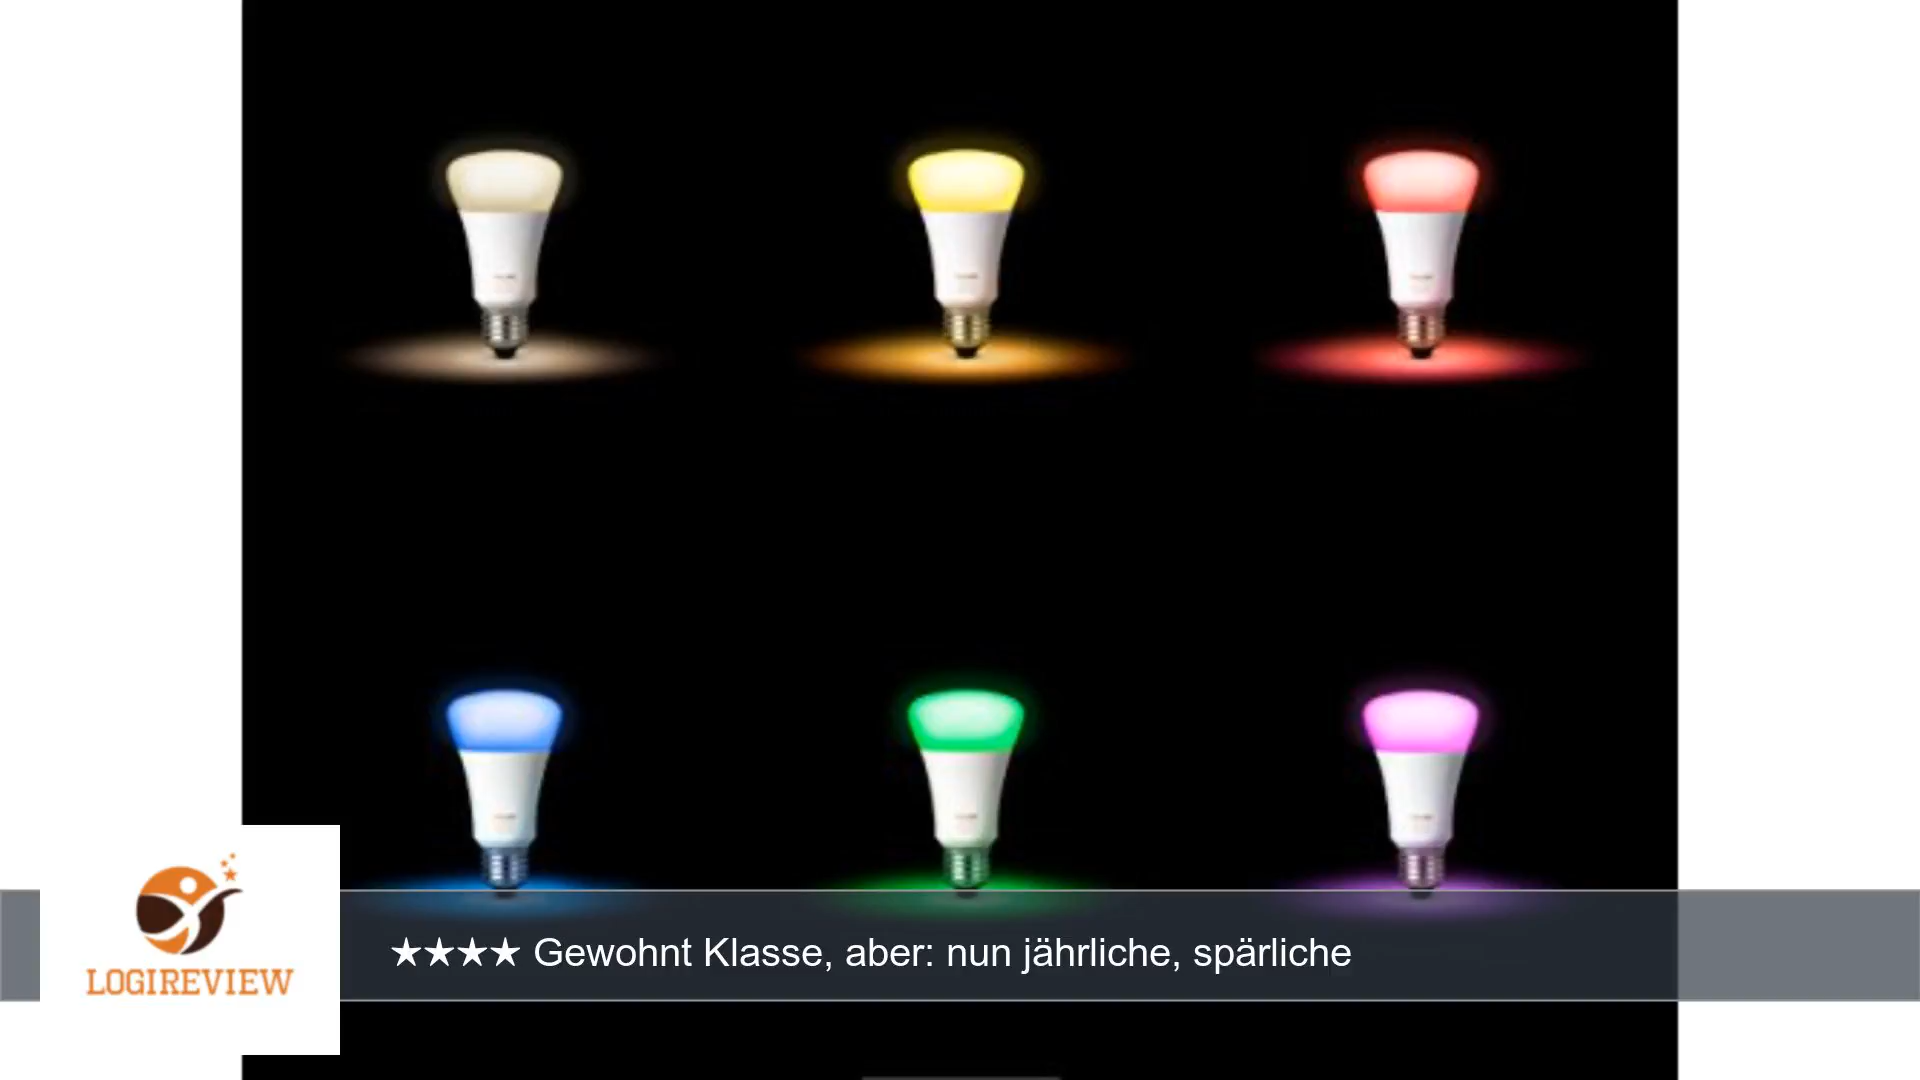 ★★★★ Gewohnt Klasse, aber: nun jährliche, spärliche
LOGIREVIEW